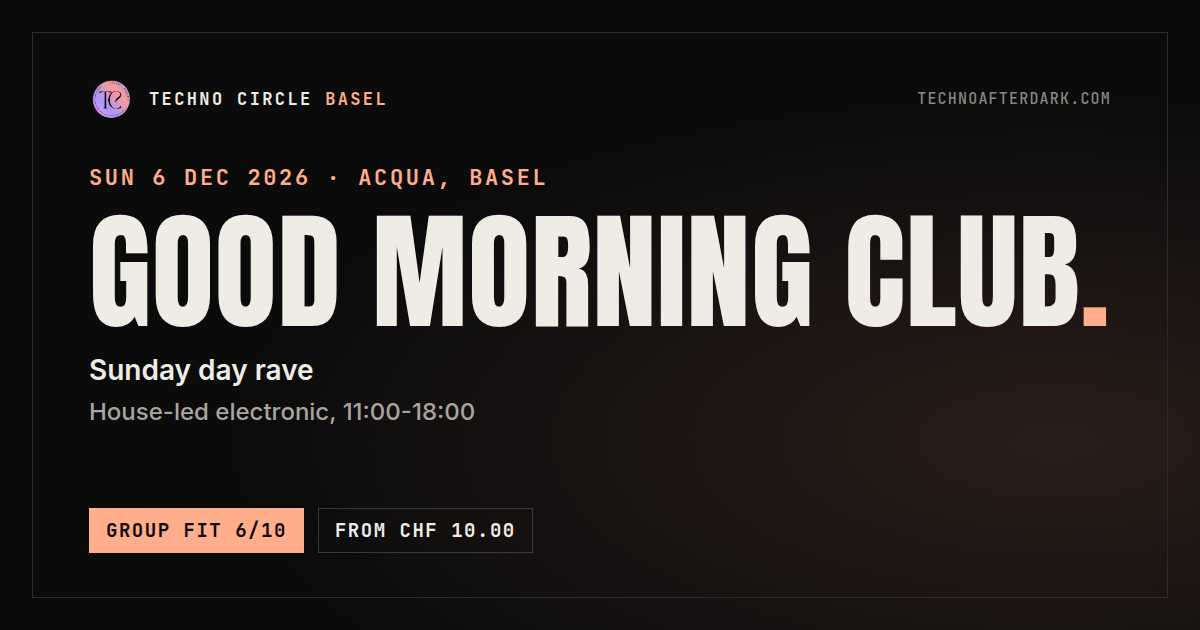 TC
TECHNO CIRCLE BASEL
TECHNOAFTERDARK.COM
SUN 6 DEC 2026 · ACQUA, BASEL
GOOD MORNING CLUB.
Sunday day rave
House-led electronic, 11:00-18:00
GROUP FIT 6/10
FROM CHF 10.00